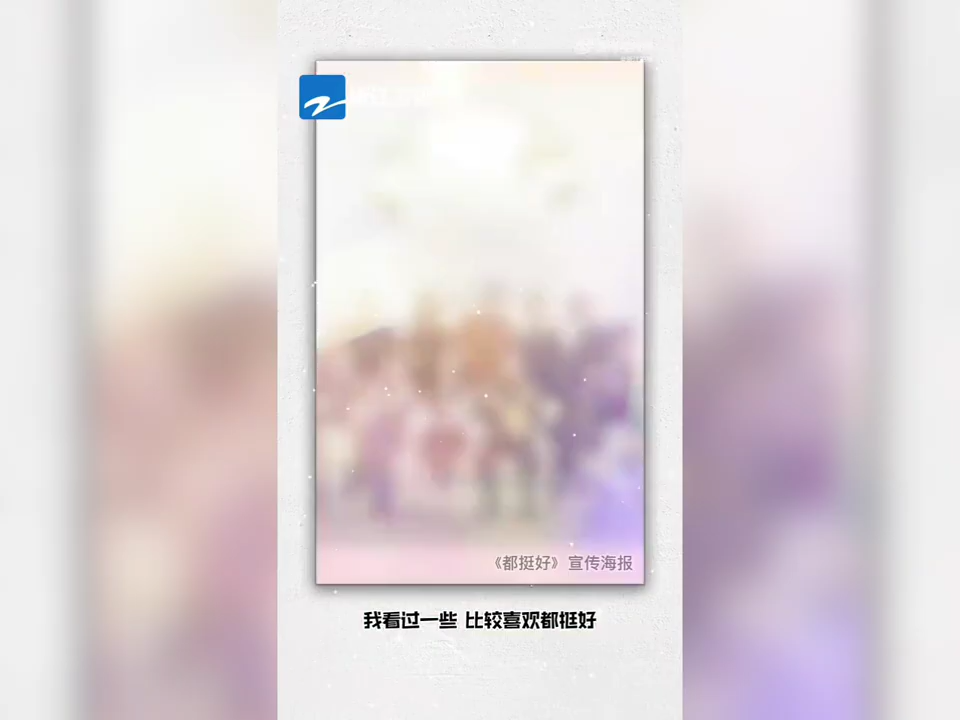 《都挺好》 宣传海报
我看过一些 比较喜欢都挺好